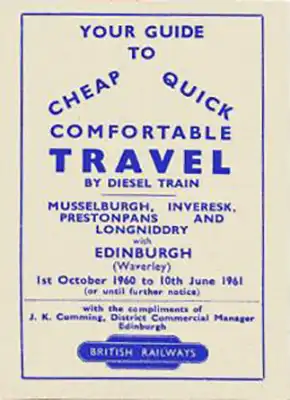 YOUR GUIDE
TO
CHEAP QUICK
COMFORTABLE
TRAVEL
BY DIESEL TRAIN
MUSSELBURGH, INVERESK,
PRESTONPANS AND
LONGNIDDRY
with
EDINBURGH
(Waverley)
1st October 1960 to 10th June 1961
(or until further notice)
with the compliments of
J. K. Cumming, District Commercial Manager
Edinburgh
BRITISH RAILWAYS